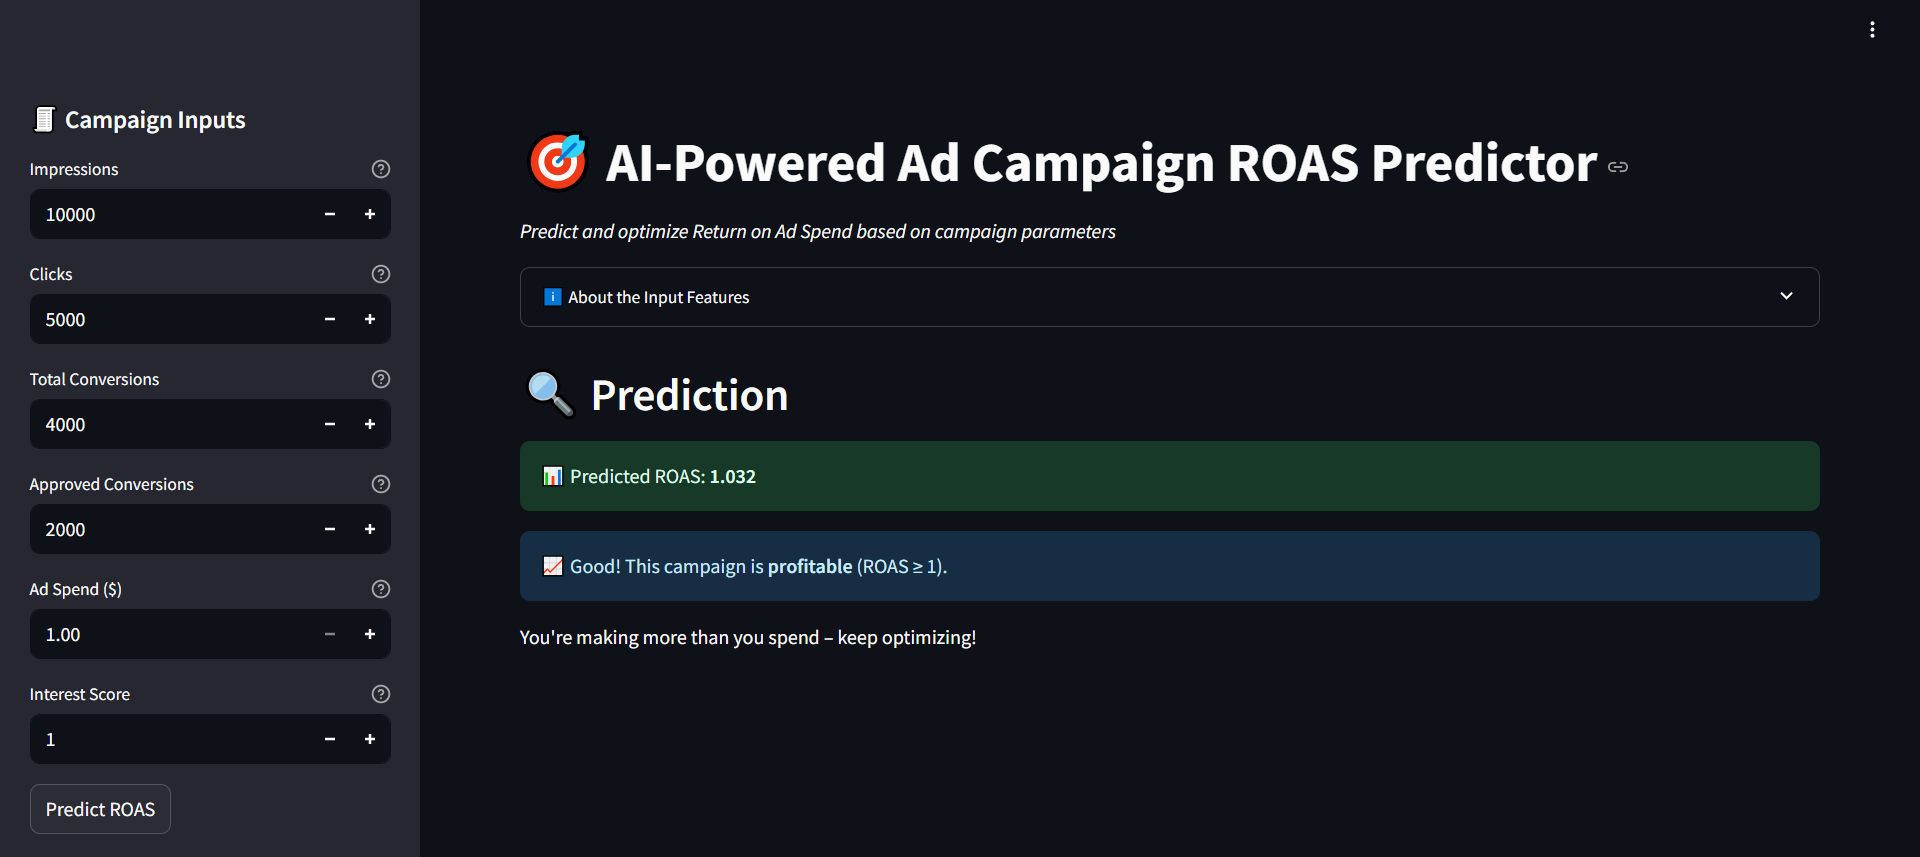 Campaign Inputs
Impressions
10000
Clicks
5000
Total Conversions
4000
Approved Conversions
2000
Ad Spend ($)
1.00
Interest Score
1
Predict ROAS
AI-Powered Ad Campaign ROAS Predictor
Predict and optimize Return on Ad Spend based on campaign parameters
About the Input Features
Prediction
Predicted ROAS: 1.032
Good! This campaign is profitable (ROAS ≥ 1).
You're making more than you spend – keep optimizing!